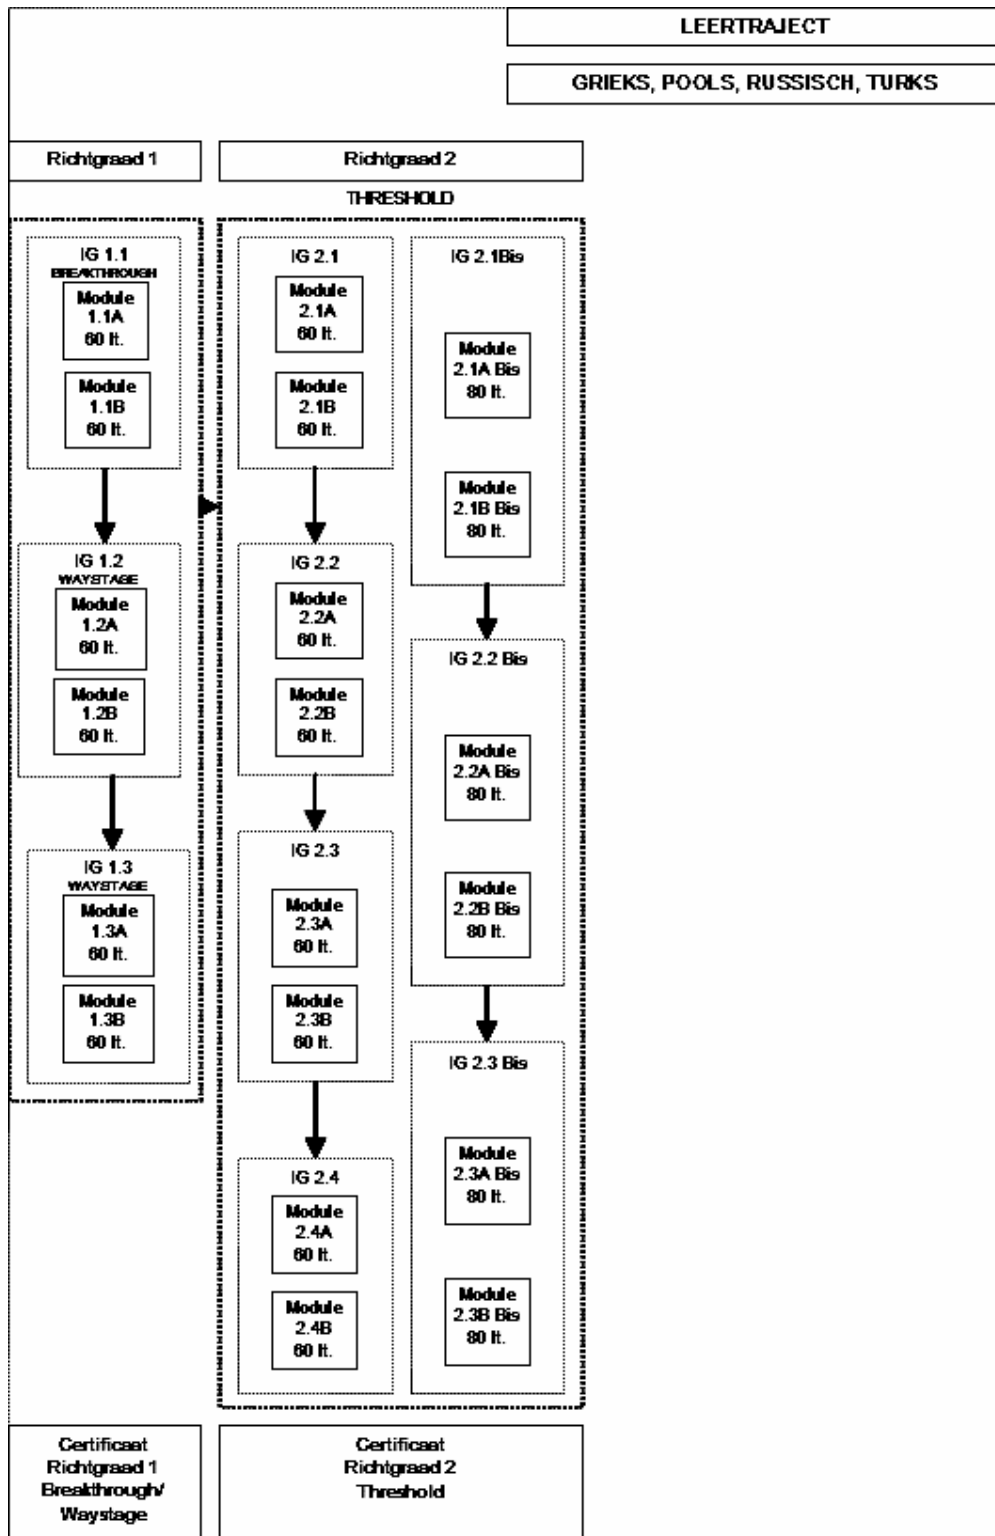 LEERTRAJECT
GRIEKS, POOLS, RUSSISCH, TURKS
Richtgraad 1
Richtgraad 2
THRESHOLD
IG 1.1
BREAKTHROUGH
Module
1.1A
60 lt.
Module
1.1B
60 lt.
IG 1.2
WAYSTAGE
Module
1.2A
60 lt.
Module
1.2B
60 lt.
IG 1.3
WAYSTAGE
Module
1.3A
60 lt.
Module
1.3B
60 lt.
IG 2.1
Module
2.1A
60 lt.
Module
2.1B
60 lt.
IG 2.2
Module
2.2A
60 lt.
Module
2.2B
60 lt.
IG 2.3
Module
2.3A
60 lt.
Module
2.3B
60 lt.
IG 2.4
Module
2.4A
60 lt.
Module
2.4B
60 lt.
IG 2.1Bis
Module
2.1A Bis
80 lt.
Module
2.1B Bis
80 lt.
IG 2.2 Bis
Module
2.2A Bis
80 lt.
Module
2.2B Bis
80 lt.
IG 2.3 Bis
Module
2.3A Bis
80 lt.
Module
2.3B Bis
80 lt.
Certificaat
Richtgraad 1
Breakthrough/
Waystage
Certificaat
Richtgraad 2
Threshold